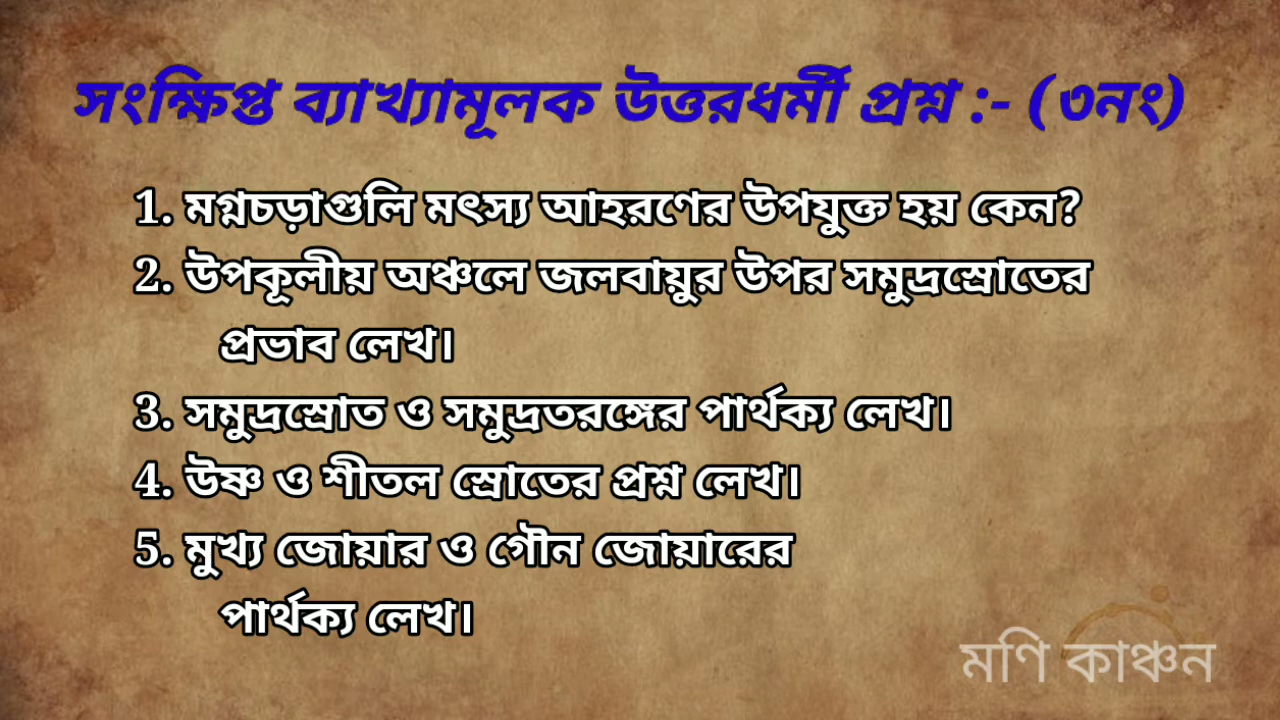 সংক্ষিপ্ত ব্যাখ্যামূলক উত্তরধর্মী প্রশ্ন :- (৩নং)
1. মগ্নচড়াগুলি মৎস্য আহরণের উপযুক্ত হয় কেন?
2. উপকূলীয় অঞ্চলে জলবায়ুর উপর সমুদ্রস্রোতের
প্রভাব লেখ।
3. সমুদ্রস্রোত ও সমুদ্রতরঙ্গের পার্থক্য লেখ।
4. উষ্ণ ও শীতল স্রোতের প্রশ্ন লেখ।
5. মুখ্য জোয়ার ও গৌন জোয়ারের
পার্থক্য লেখ।
মণি কাঞ্চন